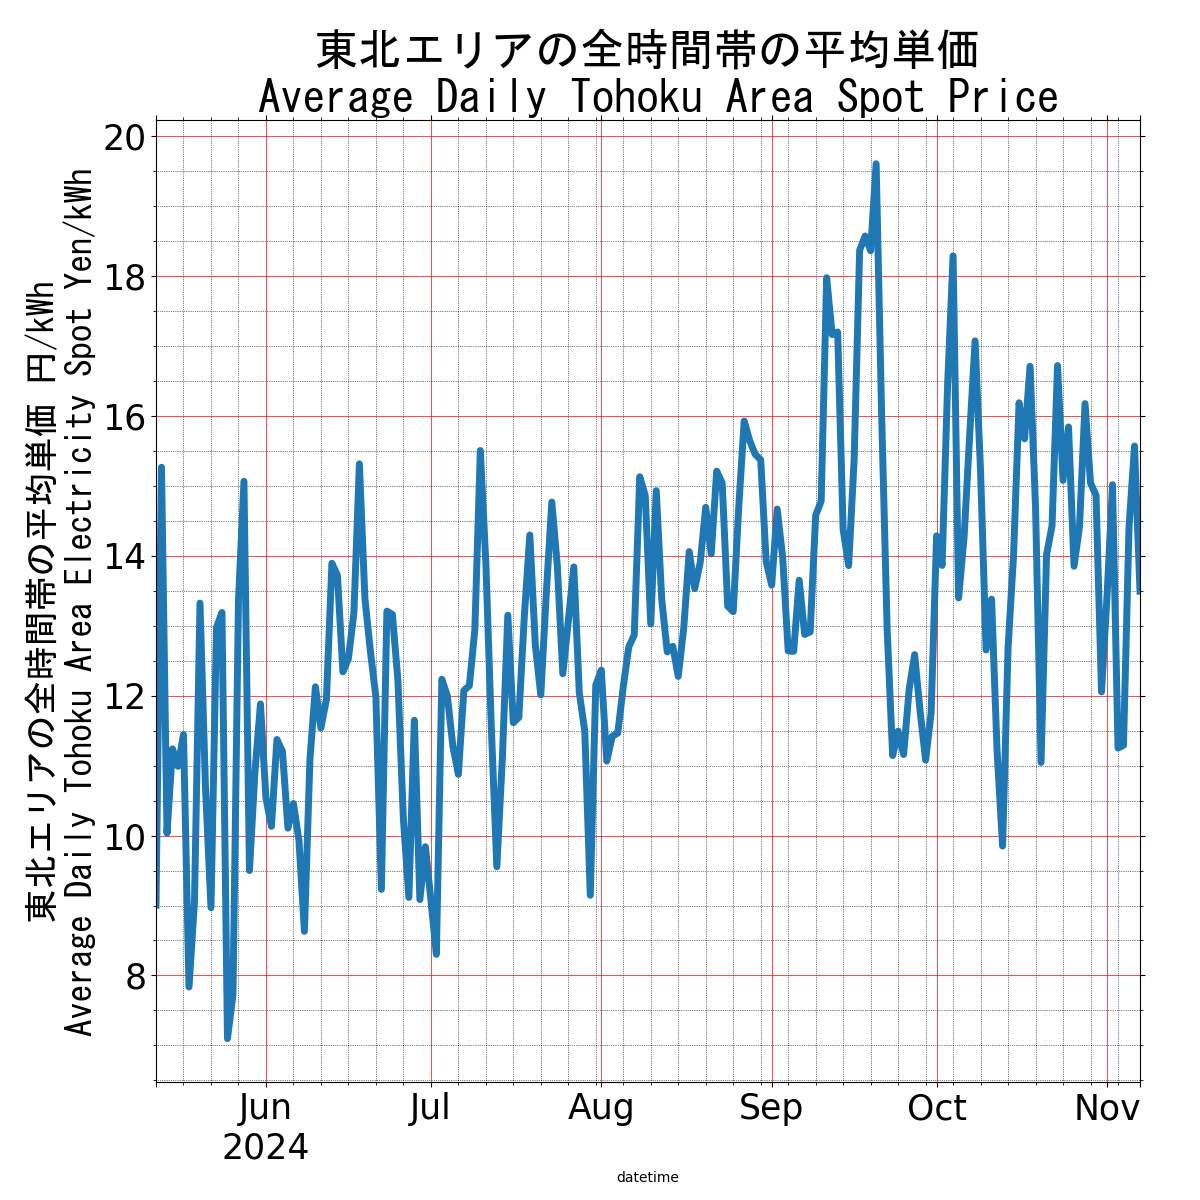 東北エリアの全時間帯の平均単価
Average Daily Tohoku Area Spot Price
東北エリアの全時間帯の平均単価 円/kWh
Average Daily Tohoku Area Electricity Spot Yen/kWh
20
18
16
14
12
10
8
Jun
2024
Jul
Aug
Sep
Oct
Nov
datetime